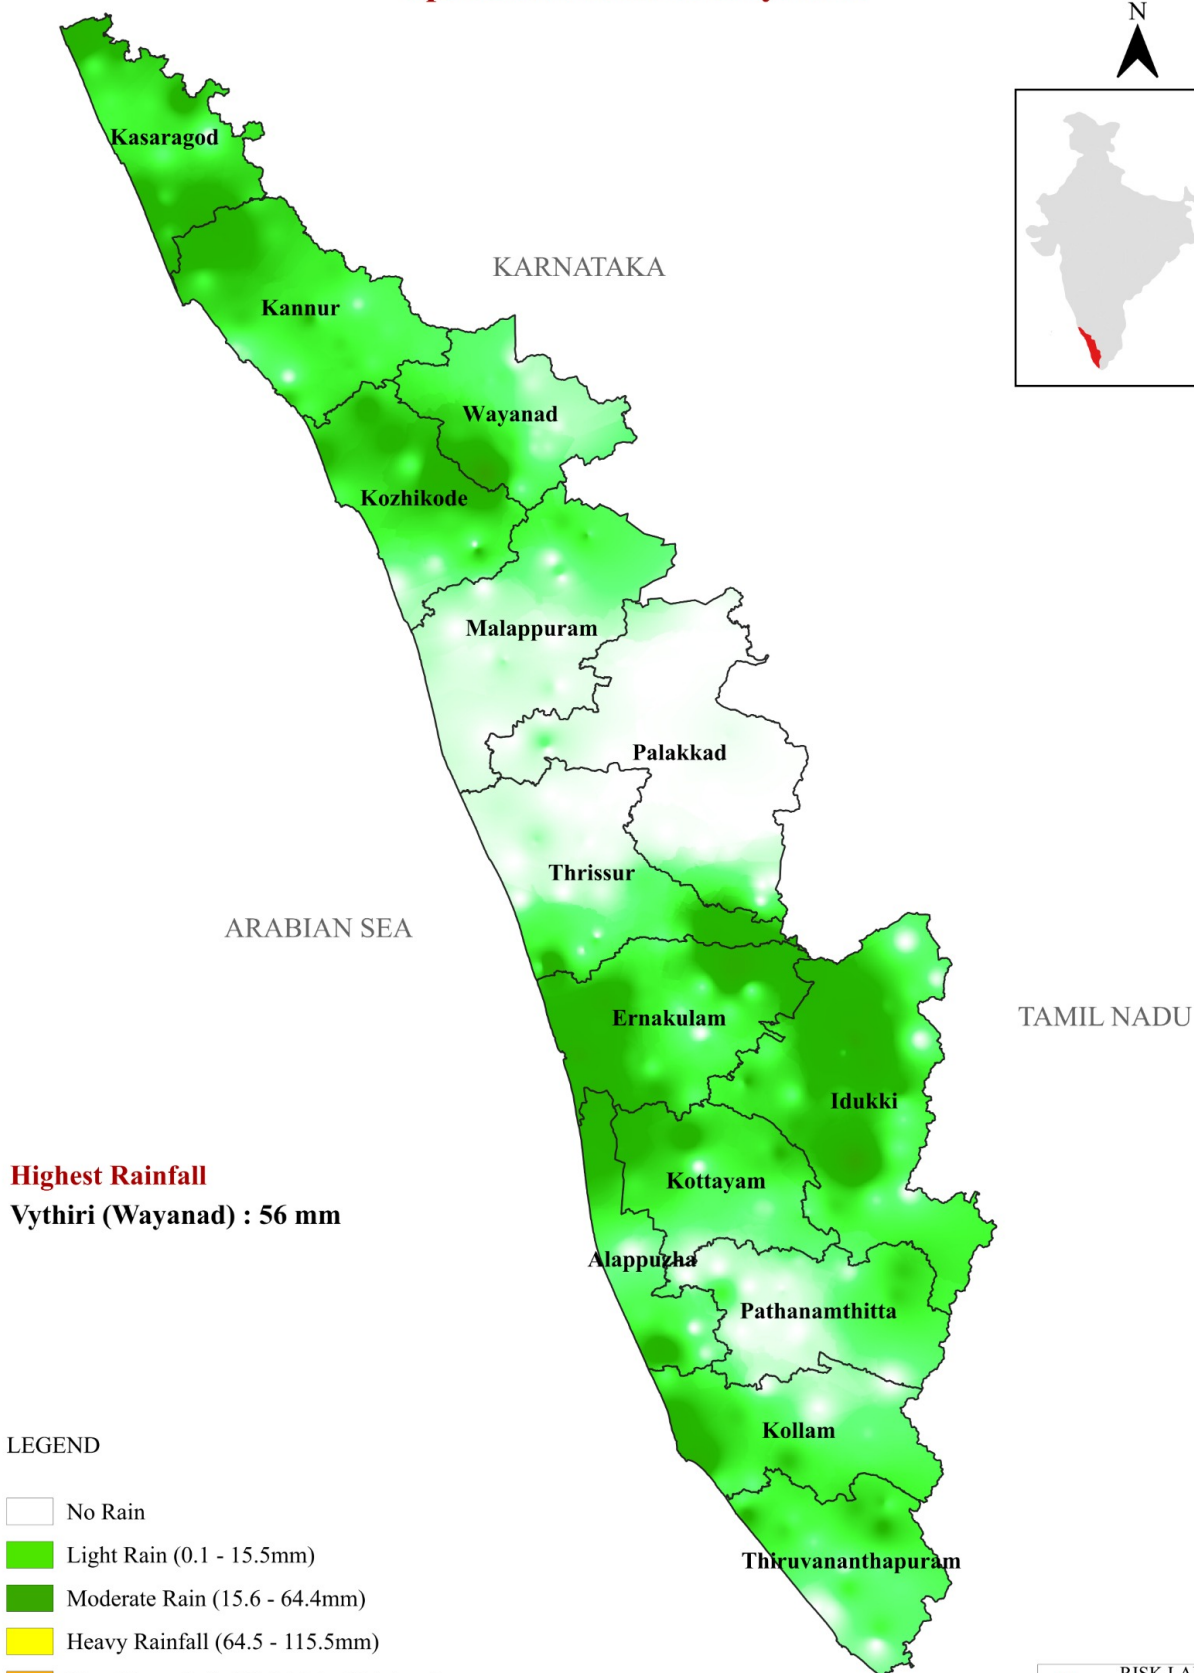 N
Kasaragod
KARNATAKA
Kannur
Wayanad
Kozhikode
Malappuram
Palakkad
Thrissur
ARABIAN SEA
Ernakulam
TAMIL NADU
Idukki
Highest Rainfall
Kottayam
Vythiri (Wayanad) : 56 mm
Alappuzha
Pathanamthitta
Kollam
LEGEND
No Rain
Light Rain (0.1 - 15.5mm)
Thiruvananthapuram
Moderate Rain (15.6 - 64.4mm)
Heavy Rainfall (64.5 - 115.5mm)